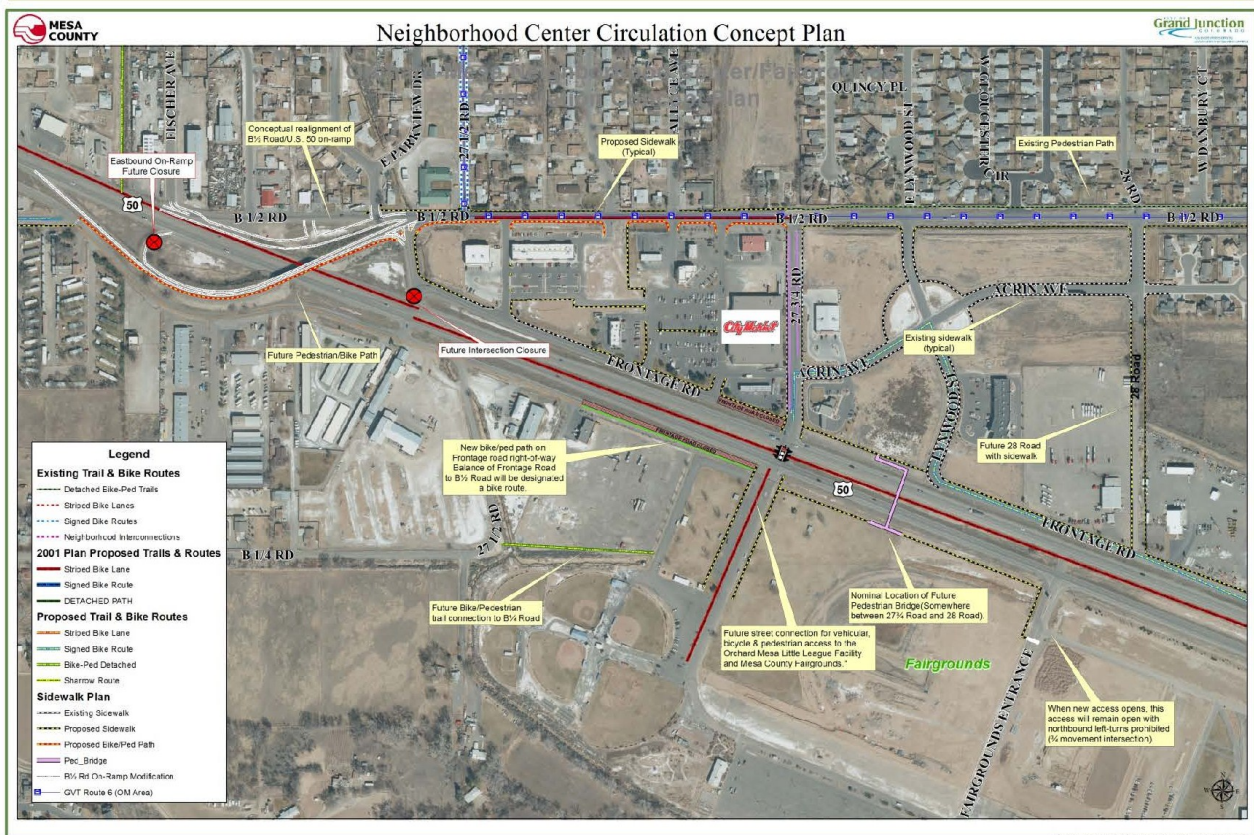 MESA
COUNTY
Neighborhood Center Circulation Concept Plan
Grand Junction
COLORADO
FISCHER AVE
Conceptual realignment of
B½ Road/U.S. 50 on-ramp
E PARKVIEW DR
27 1/2 RD
Proposed Sidewalk
(Typical)
QUINCY PL
E LYNWOOD ST
W GLOUCESTER
CIR
Existing Pedestrian Path
28 RD
W DANBURY CT
Eastbound On-Ramp
Future Closure
50
B 1/2 RD
B 1/2 RD
B 1/2 RD
B 1/2 RD
27 3/4 RD
City Market
ACRIN AVE
Existing sidewalk
(typical)
Future Pedestrian/Bike Path
Future Intersection Closure
FRONTAGE RD
ACRIN AVE
LYNWOOD ST
28 Road
Future 28 Road
with sidewalk
New bike/ped path on
Frontage road right-of-way
Balance of Frontage Road
to B½ Road will be designated
a bike route.
50
FRONTAGE RD
27 1/2 RD
B 1/4 RD
Future Bike/Pedestrian
trail connection to B¼ Road
Nominal Location of Future
Pedestrian Bridge(Somewhere
between 27¾ Road and 28 Road).
Future street connection for vehicular,
bicycle & pedestrian access to the
Orchard Mesa Little League Facility
and Mesa County Fairgrounds."
Fairgrounds
FAIRGROUNDS ENTRANCE
When new access opens, this
access will remain open with
northbound left-turns prohibited
(¾ movement intersection)
Legend
Existing Trail & Bike Routes
Detached Bike-Ped Trails
Striped Bike Lanes
Signed Bike Routes
Neighborhood Interconnections
2001 Plan Proposed Trails & Routes
Striped Bike Lane
Signed Bike Route
DETACHED PATH
Proposed Trail & Bike Routes
Striped Bike Lane
Signed Bike Route
Bike-Ped Detached
Sharrow Route
Sidewalk Plan
Existing Sidewalk
Proposed Sidewalk
Proposed Bike/Ped Path
Ped_Bridge
B½ Rd On-Ramp Modification
GVT Route 6 (OM Area)